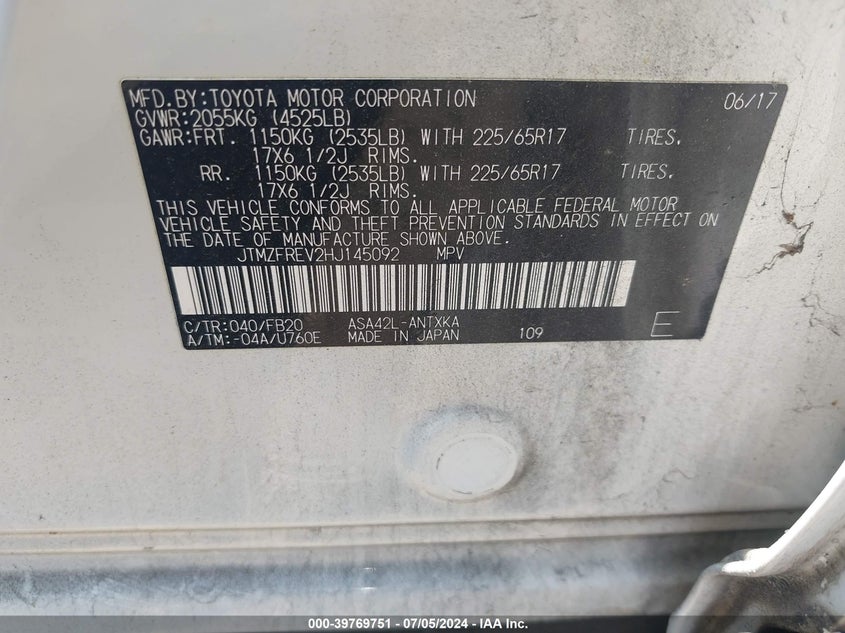 MFD.BY:TOYOTA MOTOR CORPORATION 06/17
GVWR:2055KG (4525LB)
GAWR:FRT. 1150KG (2535LB) WITH 225/65R17 TIRES,
17X6 1/2J RIMS.
RR. 1150KG (2535LB) WITH 225/65R17 TIRES,
17X6 1/2J RIMS.
THIS VEHICLE CONFORMS TO ALL APPLICABLE FEDERAL MOTOR
VEHICLE SAFETY AND THEFT PREVENTION STANDARDS IN EFFECT ON
THE DATE OF MANUFACTURE SHOWN ABOVE.
JTMZFREV2HJ145092 MPV
C/TR:040/FB20 ASA42L-ANTXKA
A/TM:-04A/U760E MADE IN JAPAN 109 E
000-39769751 - 07/05/2024 - IAA Inc.